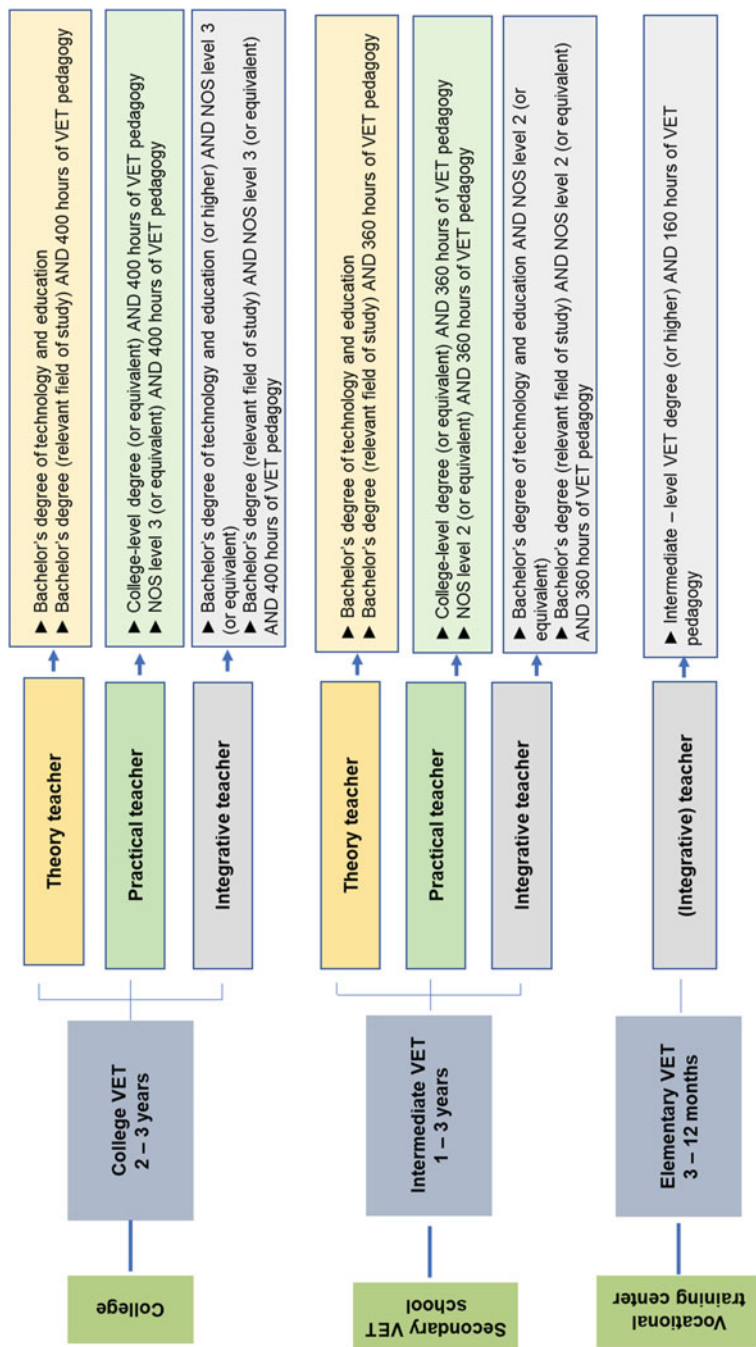 College
College VET
2 – 3 years
Theory teacher
► Bachelor's degree of technology and education
► Bachelor's degree (relevant field of study) AND 400 hours of VET pedagogy
Practical teacher
► College-level degree (or equivalent) AND 400 hours of VET pedagogy
► NOS level 3 (or equivalent) AND 400 hours of VET pedagogy
Integrative teacher
► Bachelor's degree of technology and education (or higher) AND NOS level 3
(or equivalent)
► Bachelor's degree (relevant field of study) AND NOS level 3 (or equivalent)
AND 400 hours of VET pedagogy
Secondary VET
school
Intermediate VET
1 – 3 years
Theory teacher
► Bachelor's degree of technology and education
► Bachelor's degree (relevant field of study) AND 360 hours of VET pedagogy
Practical teacher
► College-level degree (or equivalent) AND 360 hours of VET pedagogy
► NOS level 2 (or equivalent) AND 360 hours of VET pedagogy
Integrative teacher
► Bachelor's degree of technology and education AND NOS level 2 (or
equivalent)
► Bachelor's degree (relevant field of study) AND NOS level 2 (or equivalent)
AND 360 hours of VET pedagogy
Vocational
training center
Elementary VET
3 – 12 months
(Integrative) teacher
► Intermediate – level VET degree (or higher) AND 160 hours of VET
pedagogy